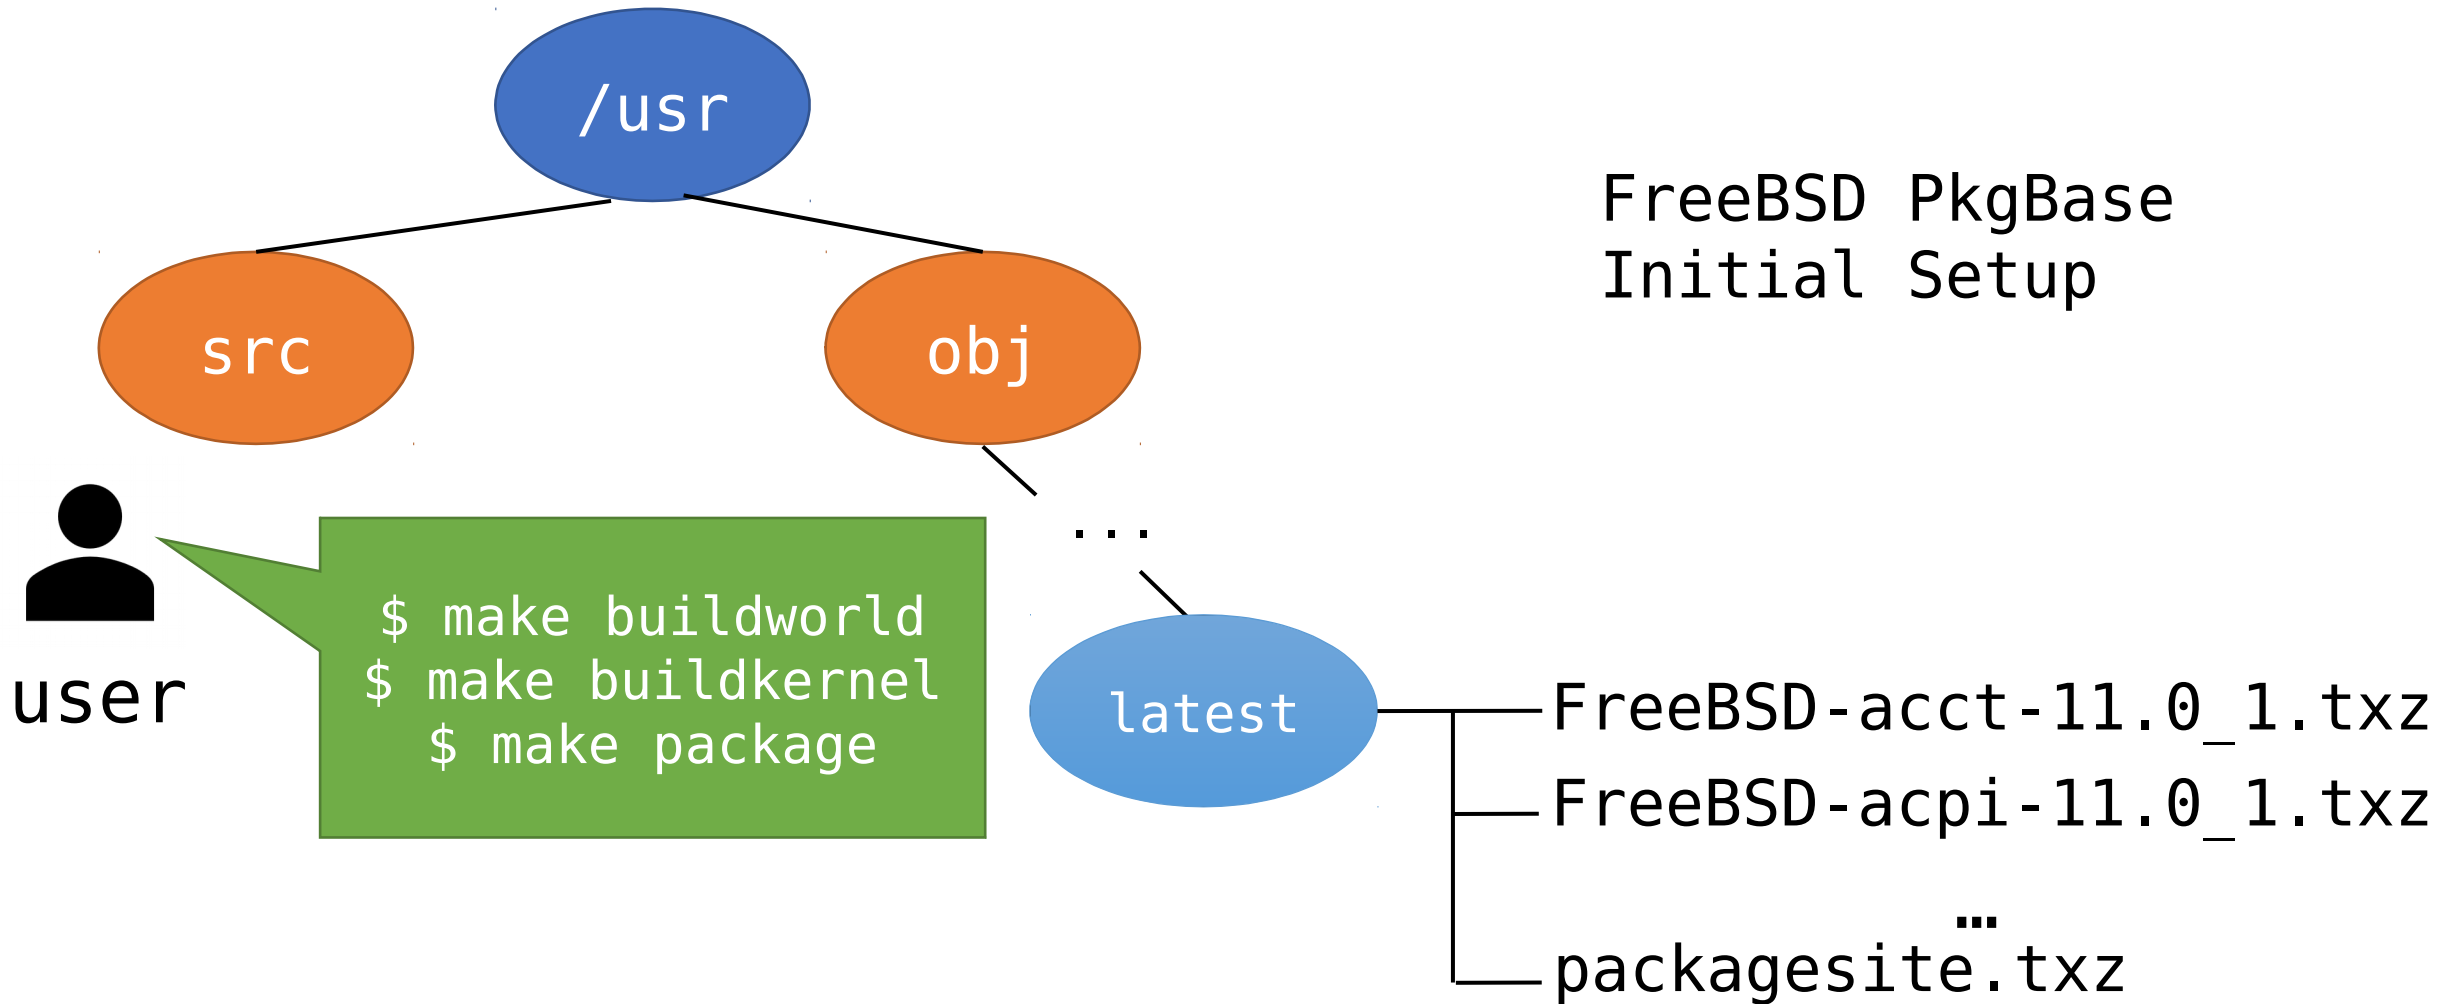 /usr
FreeBSD PkgBase
Initial Setup
src
obj
...
$ make buildworld
$ make buildkernel
$ make package
user
latest
FreeBSD-acct-11.0_1.txz
FreeBSD-acpi-11.0_1.txz
…
packagesite.txz